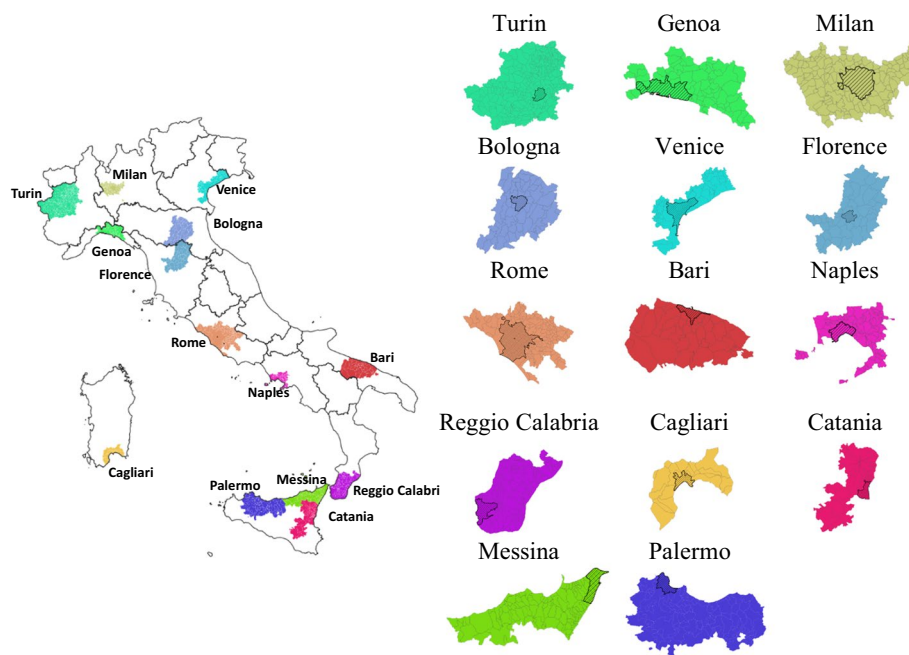 Milan
Turin
Venice
Bologna
Genoa
Florence
Rome
Bari
Naples
Cagliari
Messina
Palermo
Reggio Calabri
Catania
Turin Genoa Milan
Bologna Venice Florence
Rome Bari Naples
Reggio Calabria Cagliari Catania
Messina Palermo